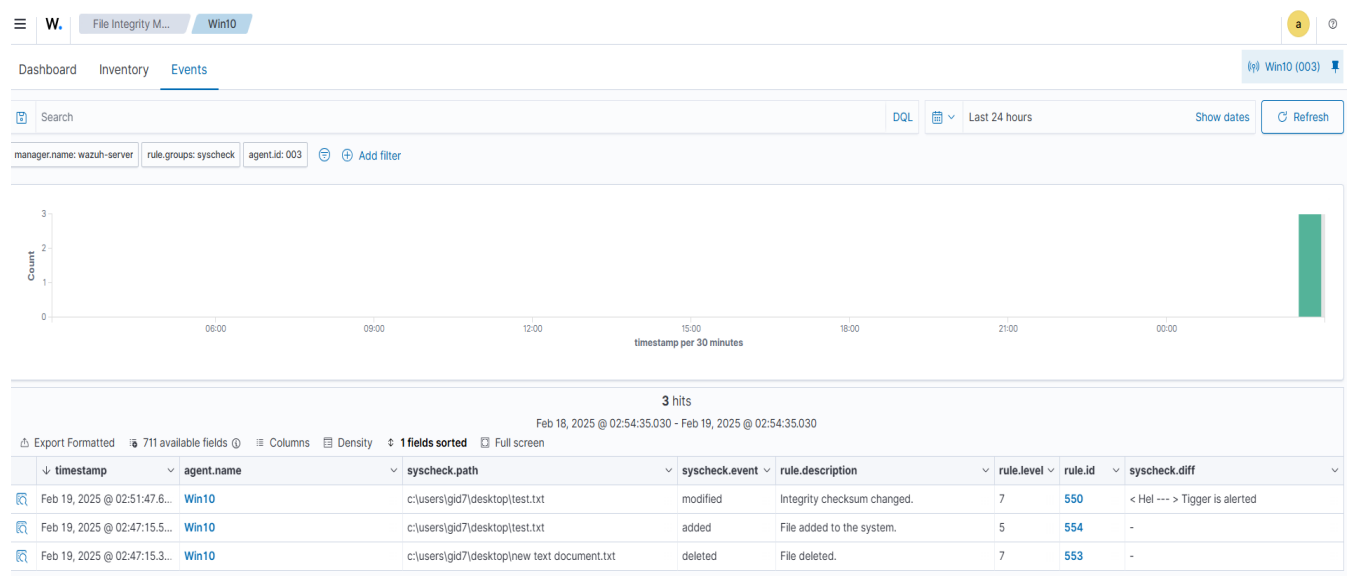 W. File Integrity M... Win10 a
Dashboard Inventory Events Win10 (003)
Search DQL Last 24 hours Show dates Refresh
manager.name: wazuh-server rule.groups: syscheck agent.id: 003 Add filter
3
2
1
0
Count
06:00 09:00 12:00 15:00 18:00 21:00 00:00
timestamp per 30 minutes
3 hits
Feb 18, 2025 @ 02:54:35.030 - Feb 19, 2025 @ 02:54:35.030
Export Formatted 711 available fields Columns Density 1 fields sorted Full screen
timestamp agent.name syscheck.path syscheck.event rule.description rule.level rule.id syscheck.diff
Feb 19, 2025 @ 02:51:47.6... Win10 c:\users\gid7\desktop\test.txt modified Integrity checksum changed. 7 550 < Hel --- > Tigger is alerted
Feb 19, 2025 @ 02:47:15.5... Win10 c:\users\gid7\desktop\test.txt added File added to the system. 5 554 -
Feb 19, 2025 @ 02:47:15.3... Win10 c:\users\gid7\desktop\new text document.txt deleted File deleted. 7 553 -